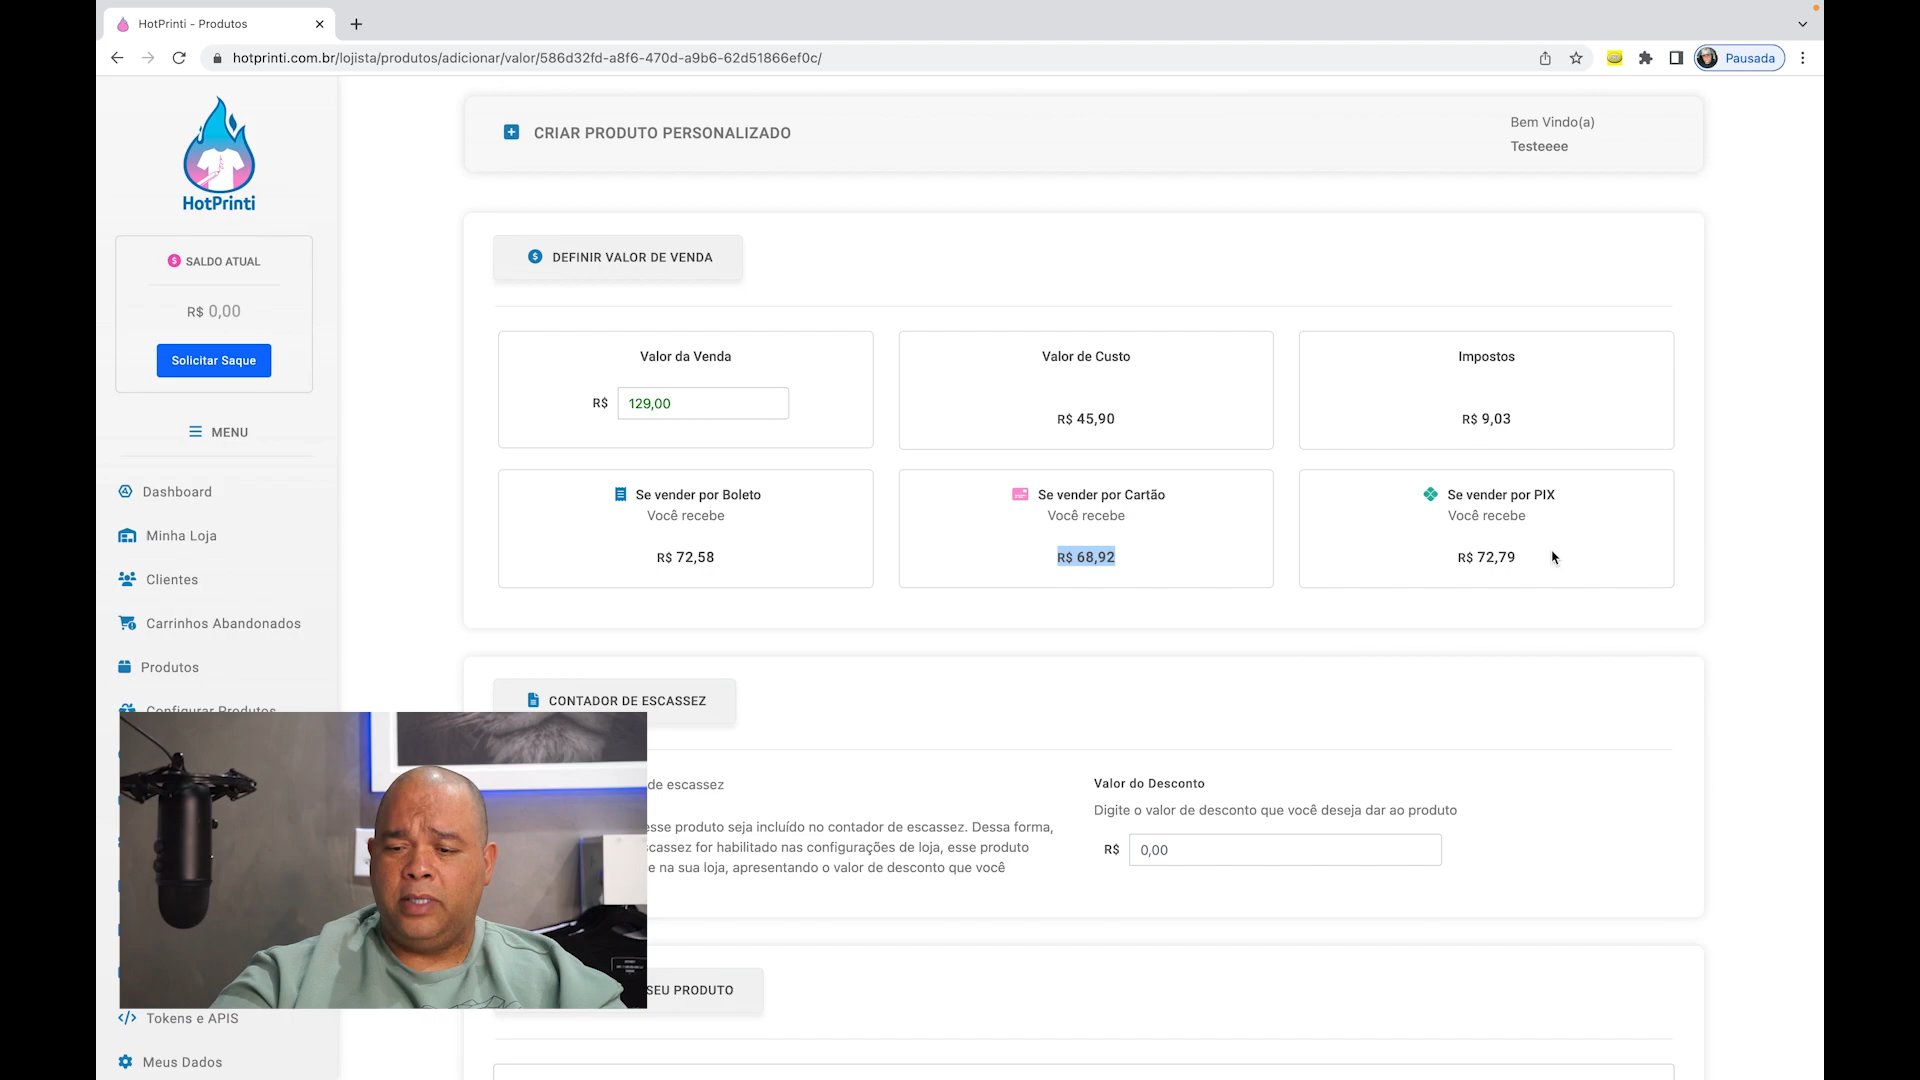 HotPrinti - Produtos
hotprinti.com.br/lojista/produtos/adicionar/valor/586d32fd-a8f6-470d-a9b6-62d51866ef0c/
Pausada
HotPrinti
SALDO ATUAL
R$ 0,00
Solicitar Saque
MENU
Dashboard
Minha Loja
Clientes
Carrinhos Abandonados
Produtos
Configurar Produtos
Tokens e APIS
Meus Dados
CRIAR PRODUTO PERSONALIZADO
Bem Vindo(a)
Testeeee
DEFINIR VALOR DE VENDA
Valor da Venda
R$ 129,00
Valor de Custo
R$ 45,90
Impostos
R$ 9,03
Se vender por Boleto
Você recebe
R$ 72,58
Se vender por Cartão
Você recebe
R$ 68,92
Se vender por PIX
Você recebe
R$ 72,79
CONTADOR DE ESCASSEZ
de escassez
esse produto seja incluído no contador de escassez. Dessa forma,
scassez for habilitado nas configurações de loja, esse produto
e na sua loja, apresentando o valor de desconto que você
Valor do Desconto
Digite o valor de desconto que você deseja dar ao produto
R$ 0,00
SEU PRODUTO